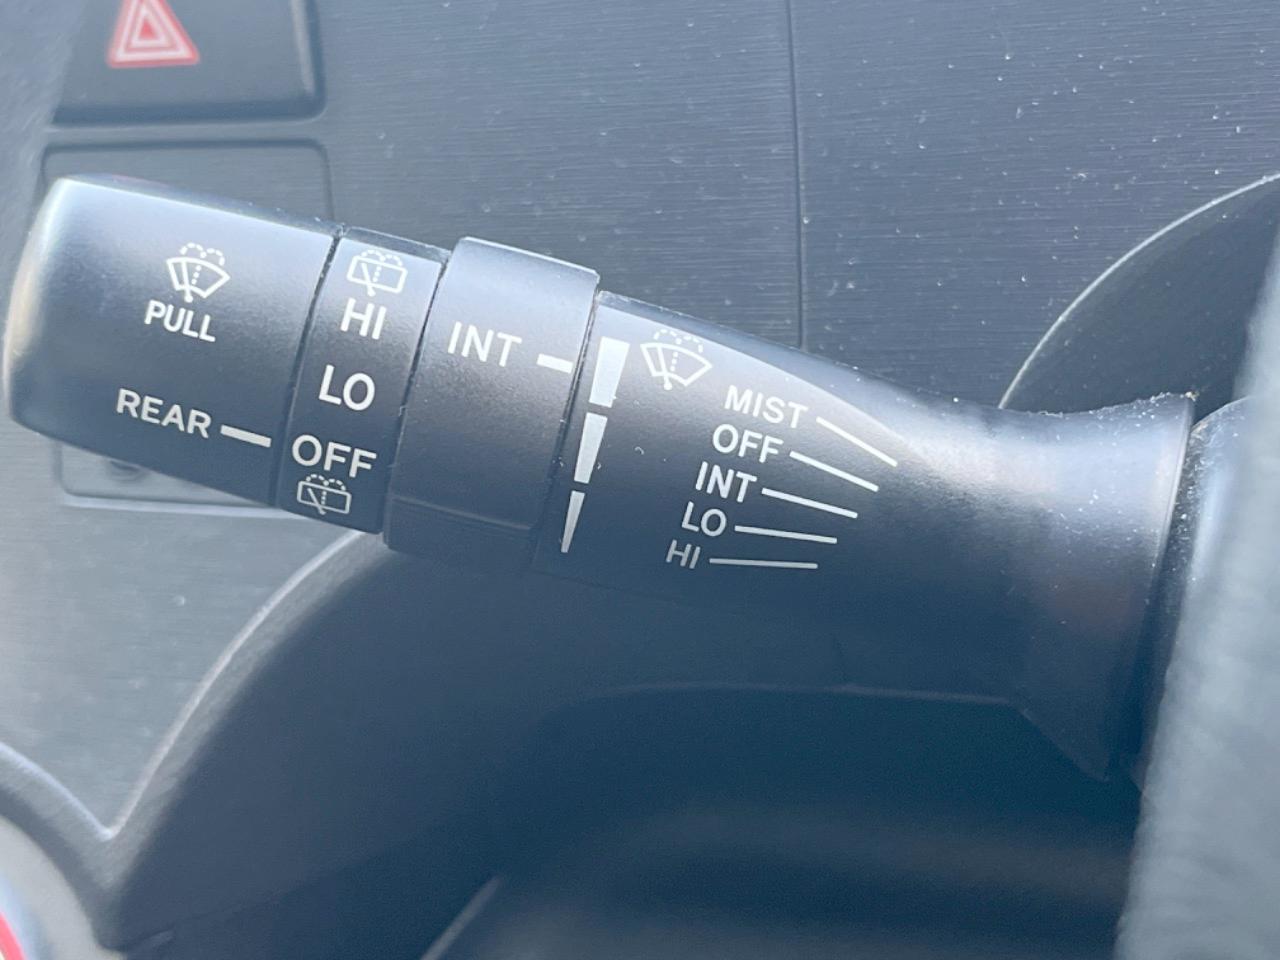 PULL
REAR
HI
LO
OFF
INT
MIST
OFF
INT
LO
HI